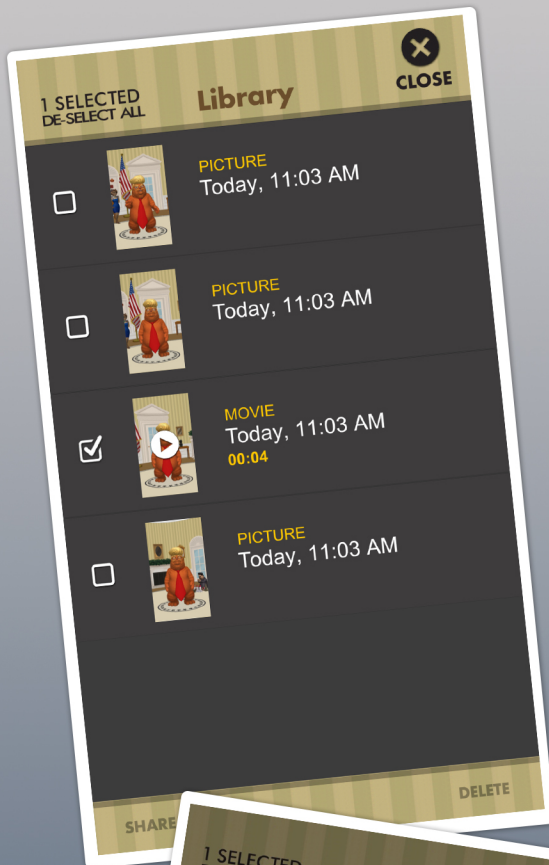 1 SELECTED
DE-SELECT ALL
Library
CLOSE
PICTURE
Today, 11:03 AM
PICTURE
Today, 11:03 AM
MOVIE
Today, 11:03 AM
00:04
PICTURE
Today, 11:03 AM
SHARE
DELETE
1 SELECTED